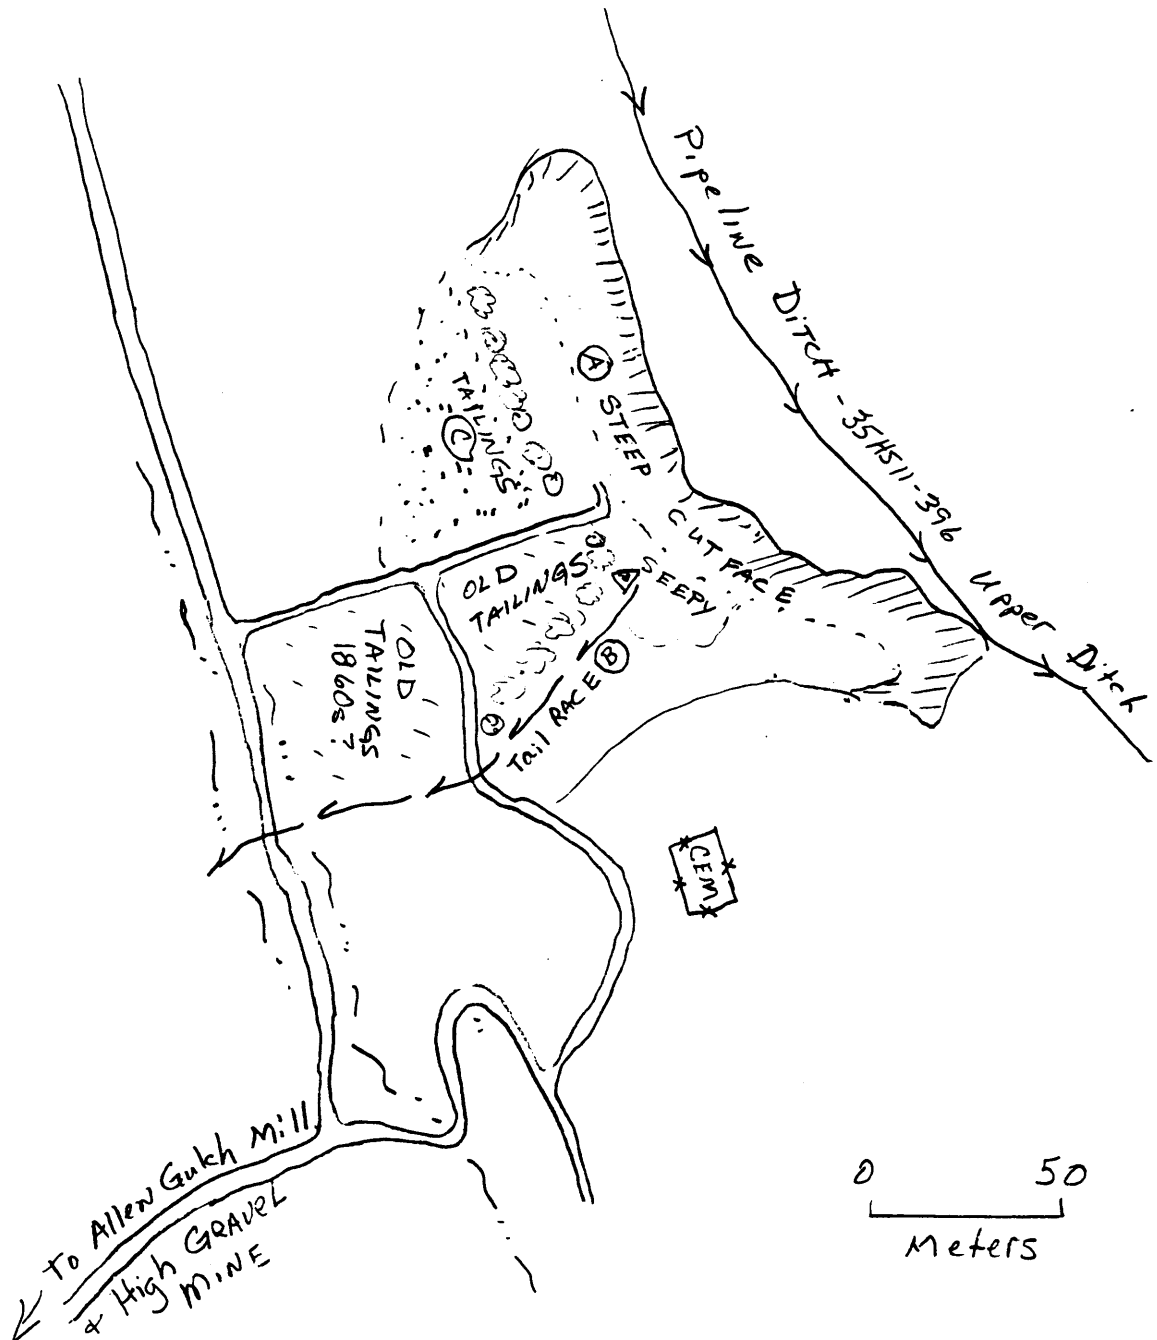 Pipeline DITCH - 35HS11-396
Upper Ditch
A
STEEP
CUT FACE
TAILINGS
C
OLD
TAILINGS
SEEPY
B
Tail RACE
OLD
TAILINGS
1860s?
CEM
To Allen Gulch Mill
& High GRAVEL
MINE
0 50
Meters